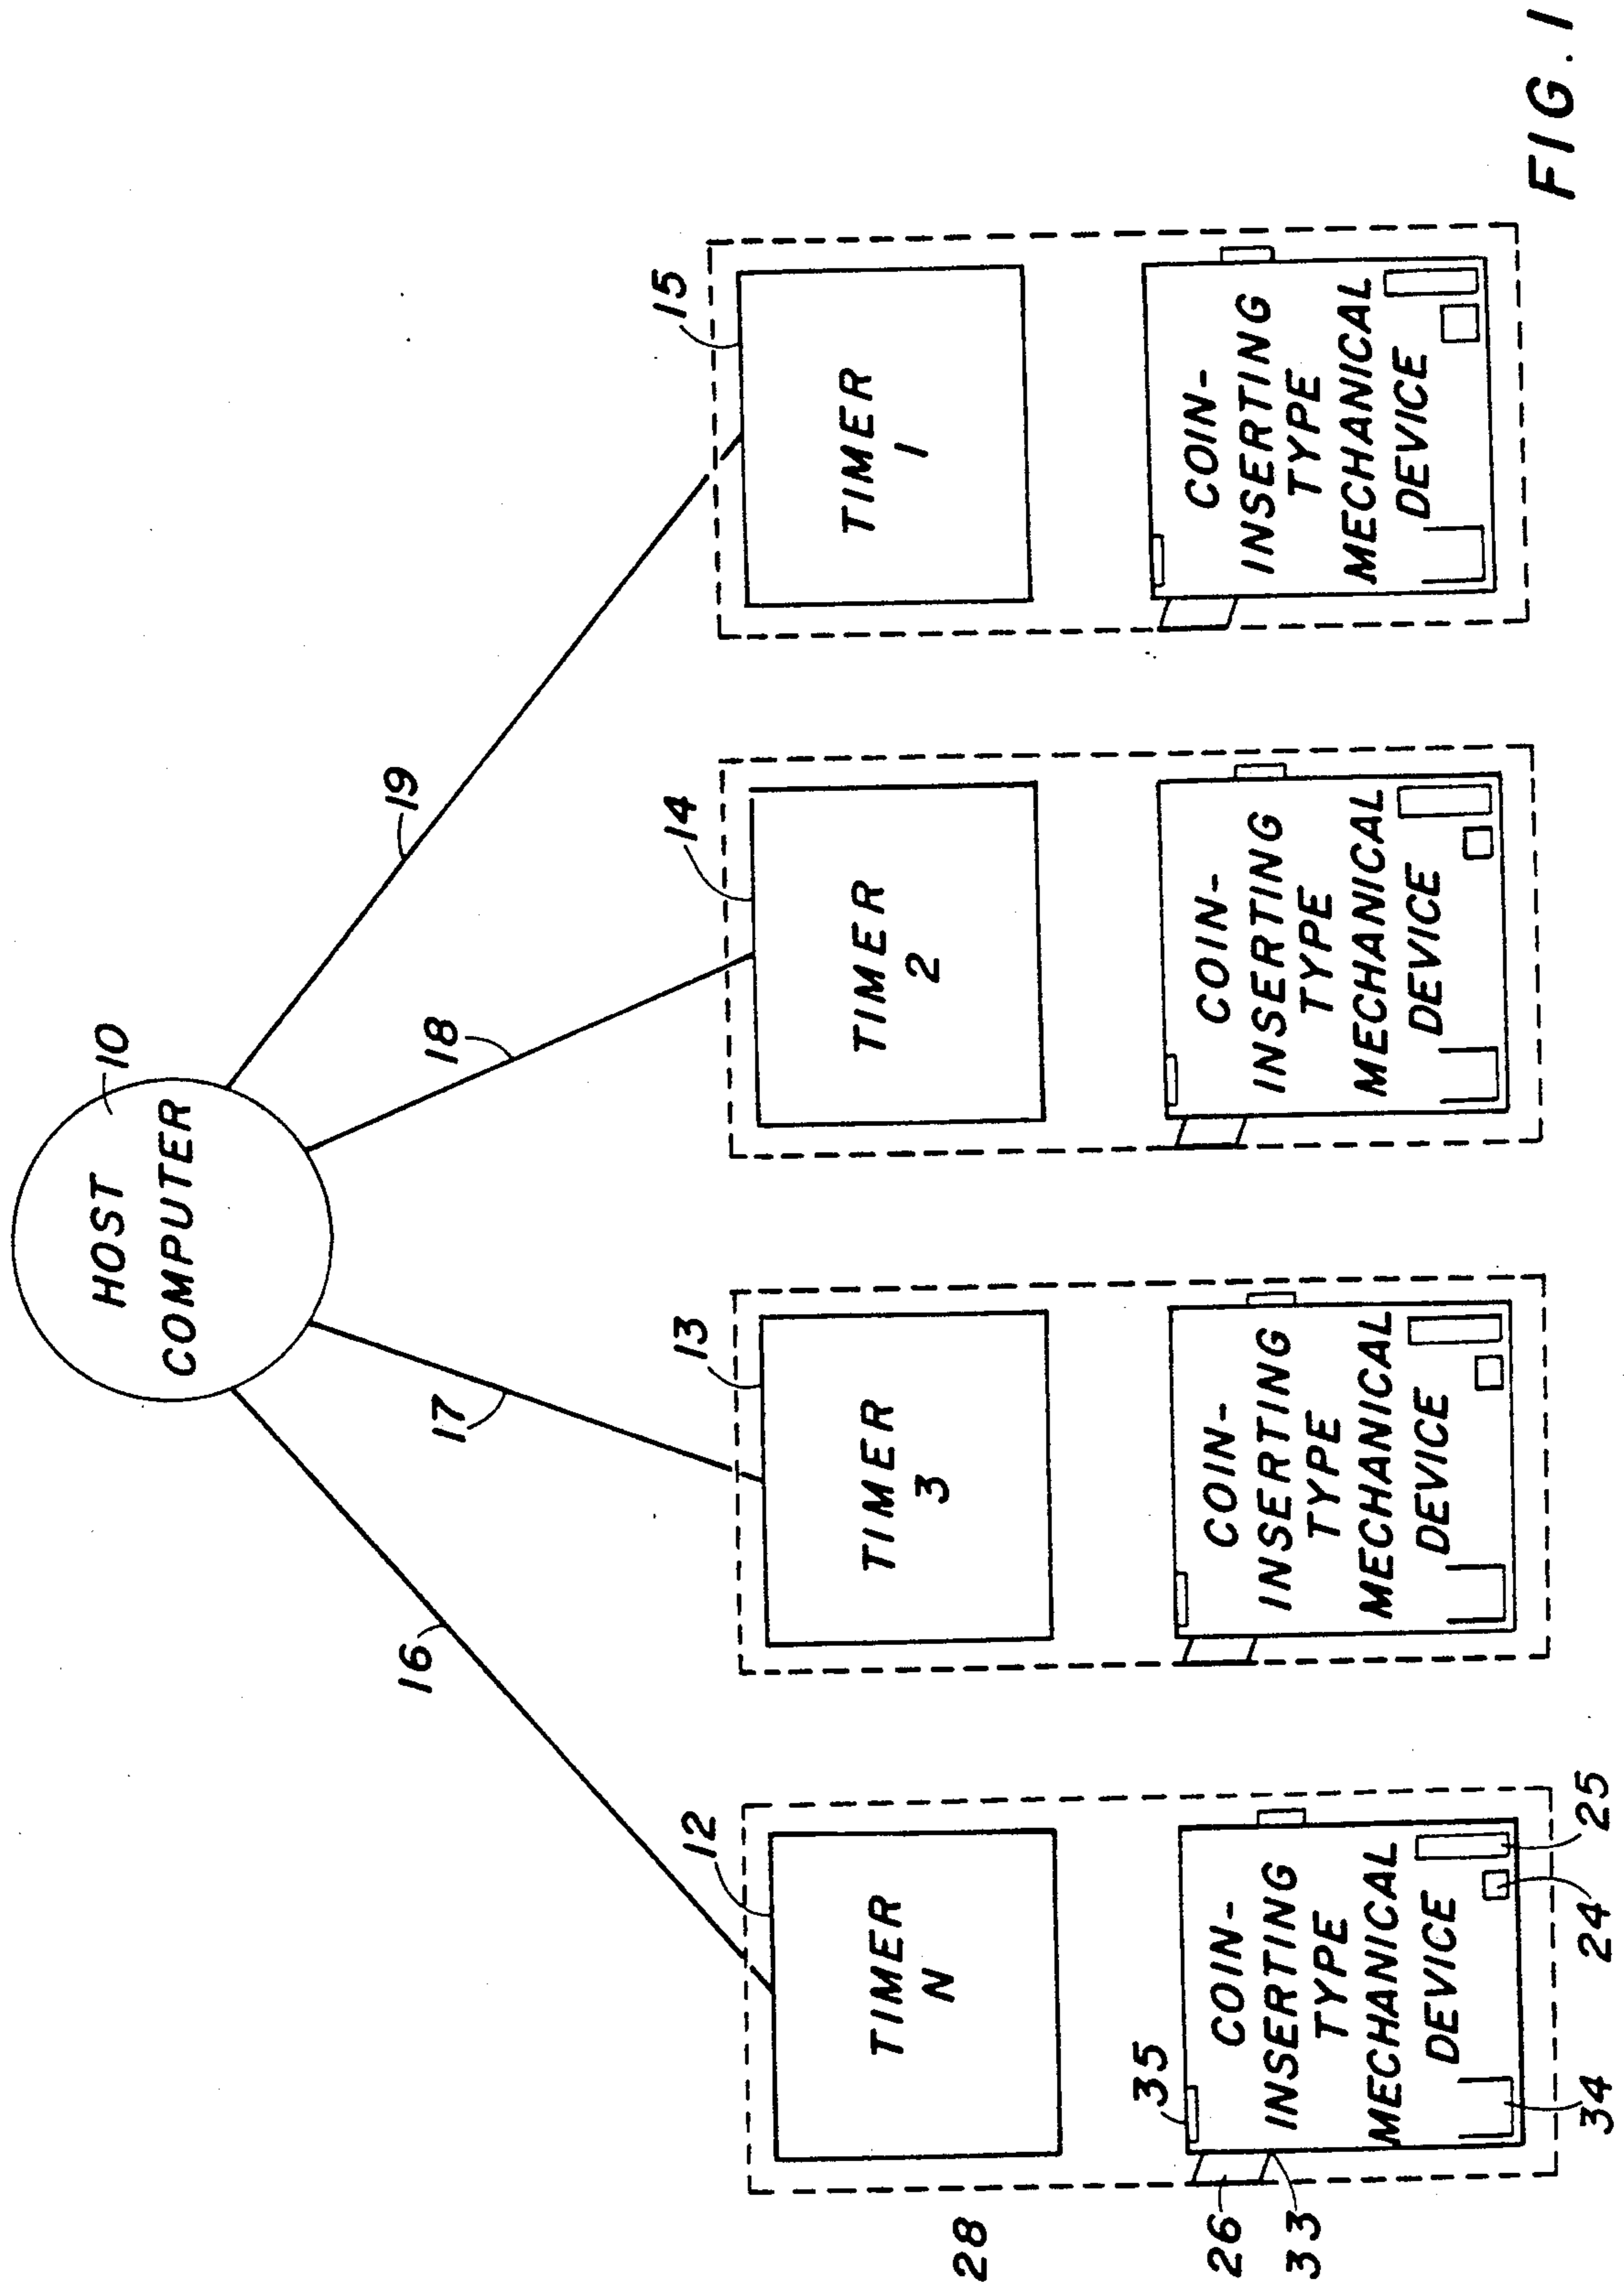 10
HOST
COMPUTER
16
17
18
19
12
TIMER
N
13
TIMER
3
14
TIMER
2
15
TIMER
1
28
35
COIN-
INSERTING
TYPE
MECHANICAL
DEVICE
26
33
34
24
25
COIN-
INSERTING
TYPE
MECHANICAL
DEVICE
COIN-
INSERTING
TYPE
MECHANICAL
DEVICE
COIN-
INSERTING
TYPE
MECHANICAL
DEVICE
FIG. 1